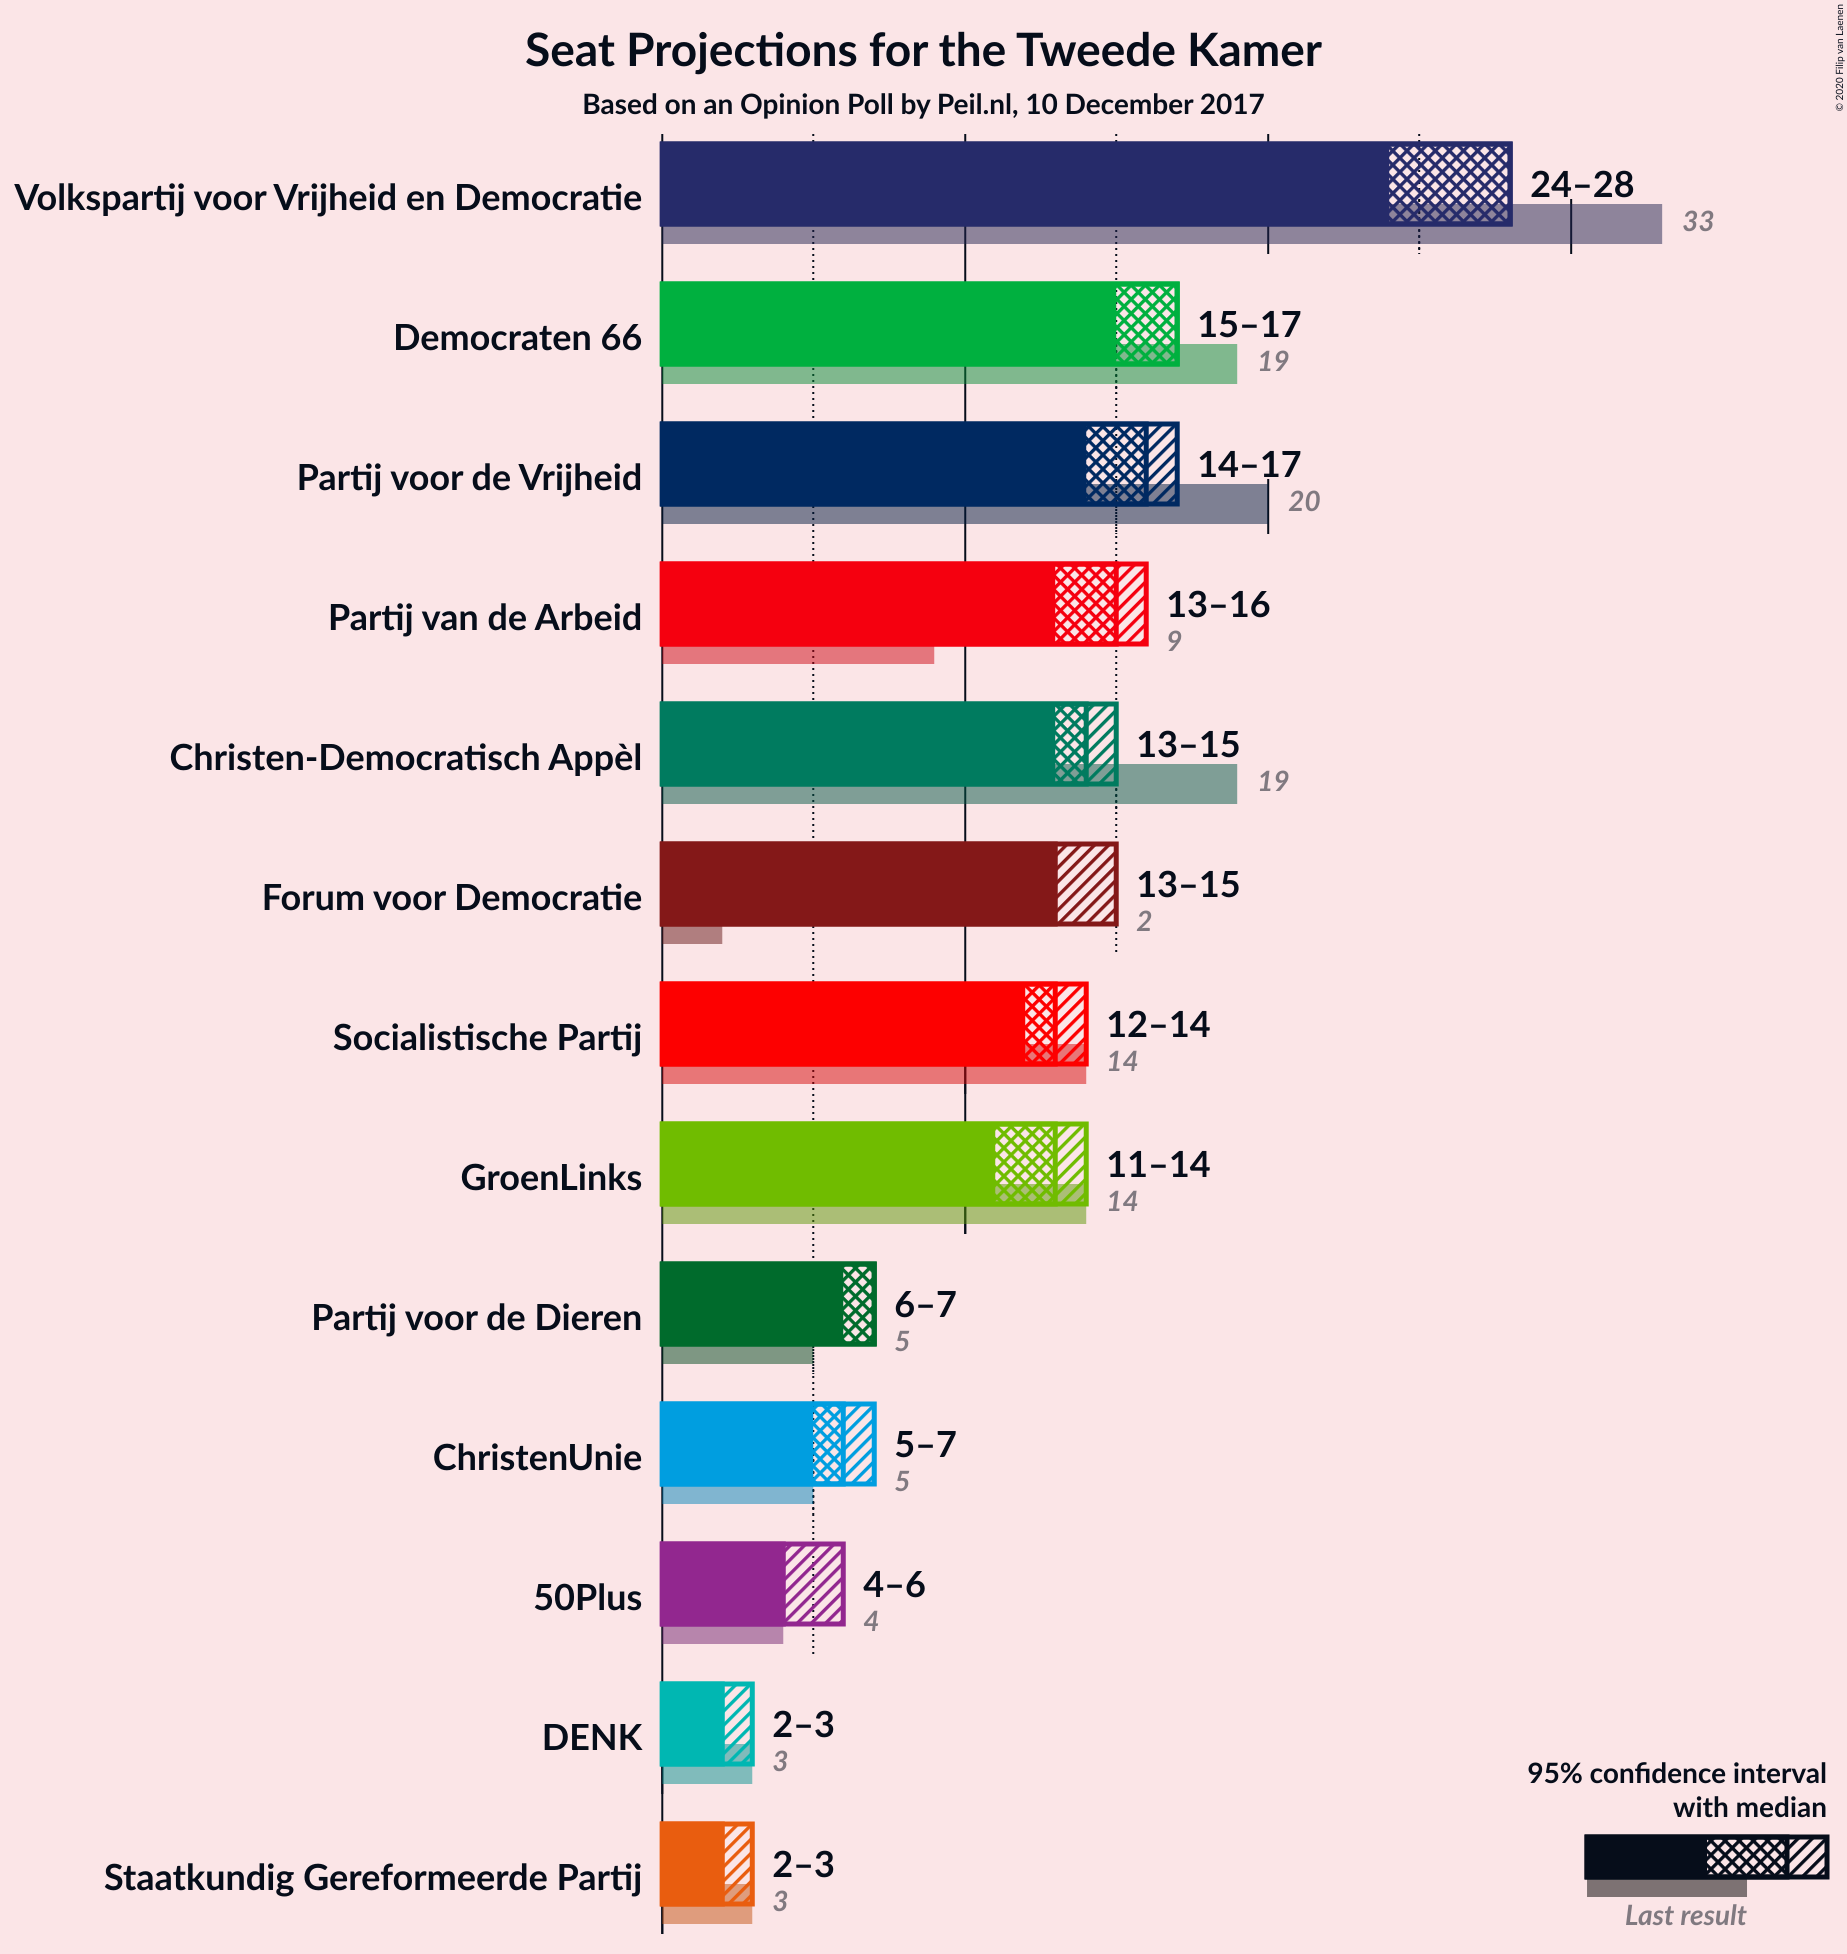 Seat Projections for the Tweede Kamer
Based on an Opinion Poll by Peil.nl, 10 December 2017
© 2020 Filip van Laenen
Volkspartij voor Vrijheid en Democratie
24–28
33
Democraten 66
15–17
19
Partij voor de Vrijheid
14–17
20
Partij van de Arbeid
13–16
9
Christen-Democratisch Appèl
13–15
19
Forum voor Democratie
13–15
2
Socialistische Partij
12–14
14
GroenLinks
11–14
14
Partij voor de Dieren
6–7
5
ChristenUnie
5–7
5
50Plus
4–6
4
DENK
2–3
3
Staatkundig Gereformeerde Partij
2–3
3
95% confidence interval
with median
Last result